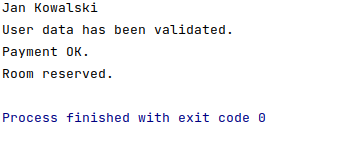 Jan Kowalski
User data has been validated.
Payment OK.
Room reserved.
Process finished with exit code 0